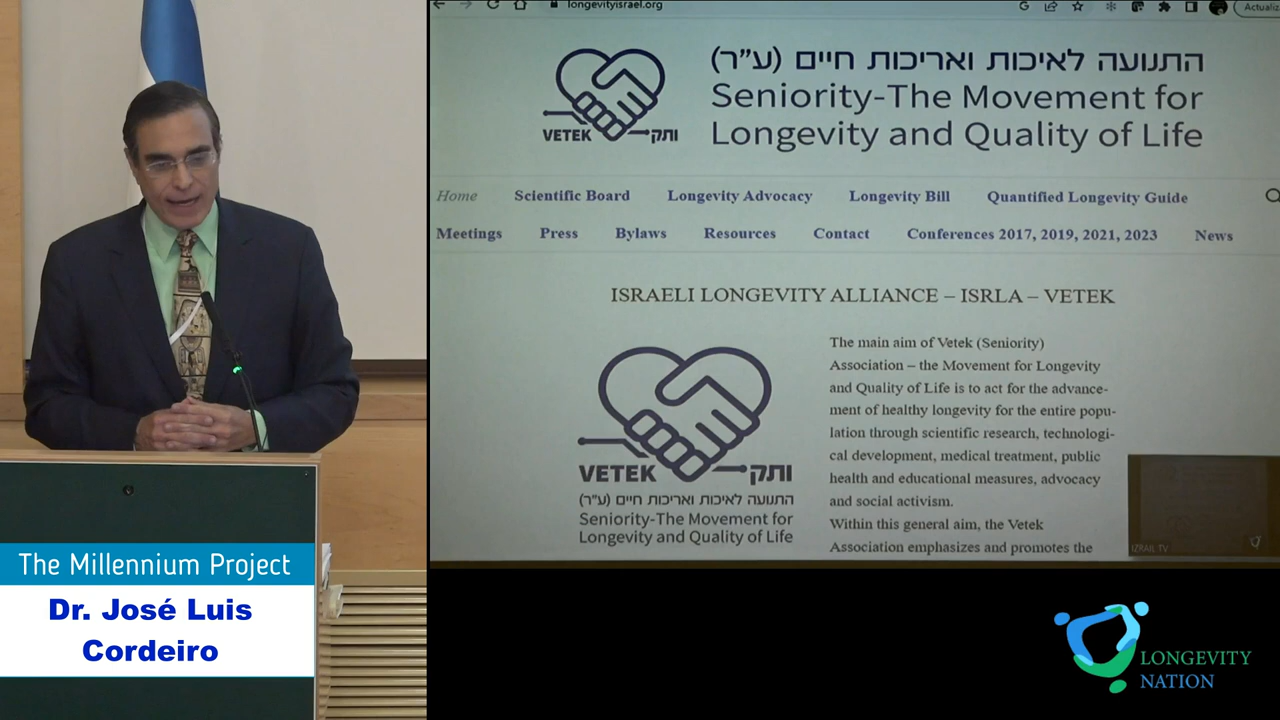 longevityisrael.org
Actualiz
התנועה לאיכות ואריכות חיים (ע״ר)
Seniority-The Movement for
Longevity and Quality of Life
VETEK ותק
Home Scientific Board Longevity Advocacy Longevity Bill Quantified Longevity Guide
Meetings Press Bylaws Resources Contact Conferences 2017, 2019, 2021, 2023 News
ISRAELI LONGEVITY ALLIANCE – ISRLA – VETEK
VETEK ותק
התנועה לאיכות ואריכות חיים (ע״ר)
Seniority-The Movement for
Longevity and Quality of Life
The main aim of Vetek (Seniority)
Association – the Movement for Longevity
and Quality of Life is to act for the advance-
ment of healthy longevity for the entire popu-
lation through scientific research, technologi-
cal development, medical treatment, public
health and educational measures, advocacy
and social activism.
Within this general aim, the Vetek
Association emphasizes and promotes the
IZRAIL TV
The Millennium Project
Dr. José Luis
Cordeiro
LONGEVITY
NATION